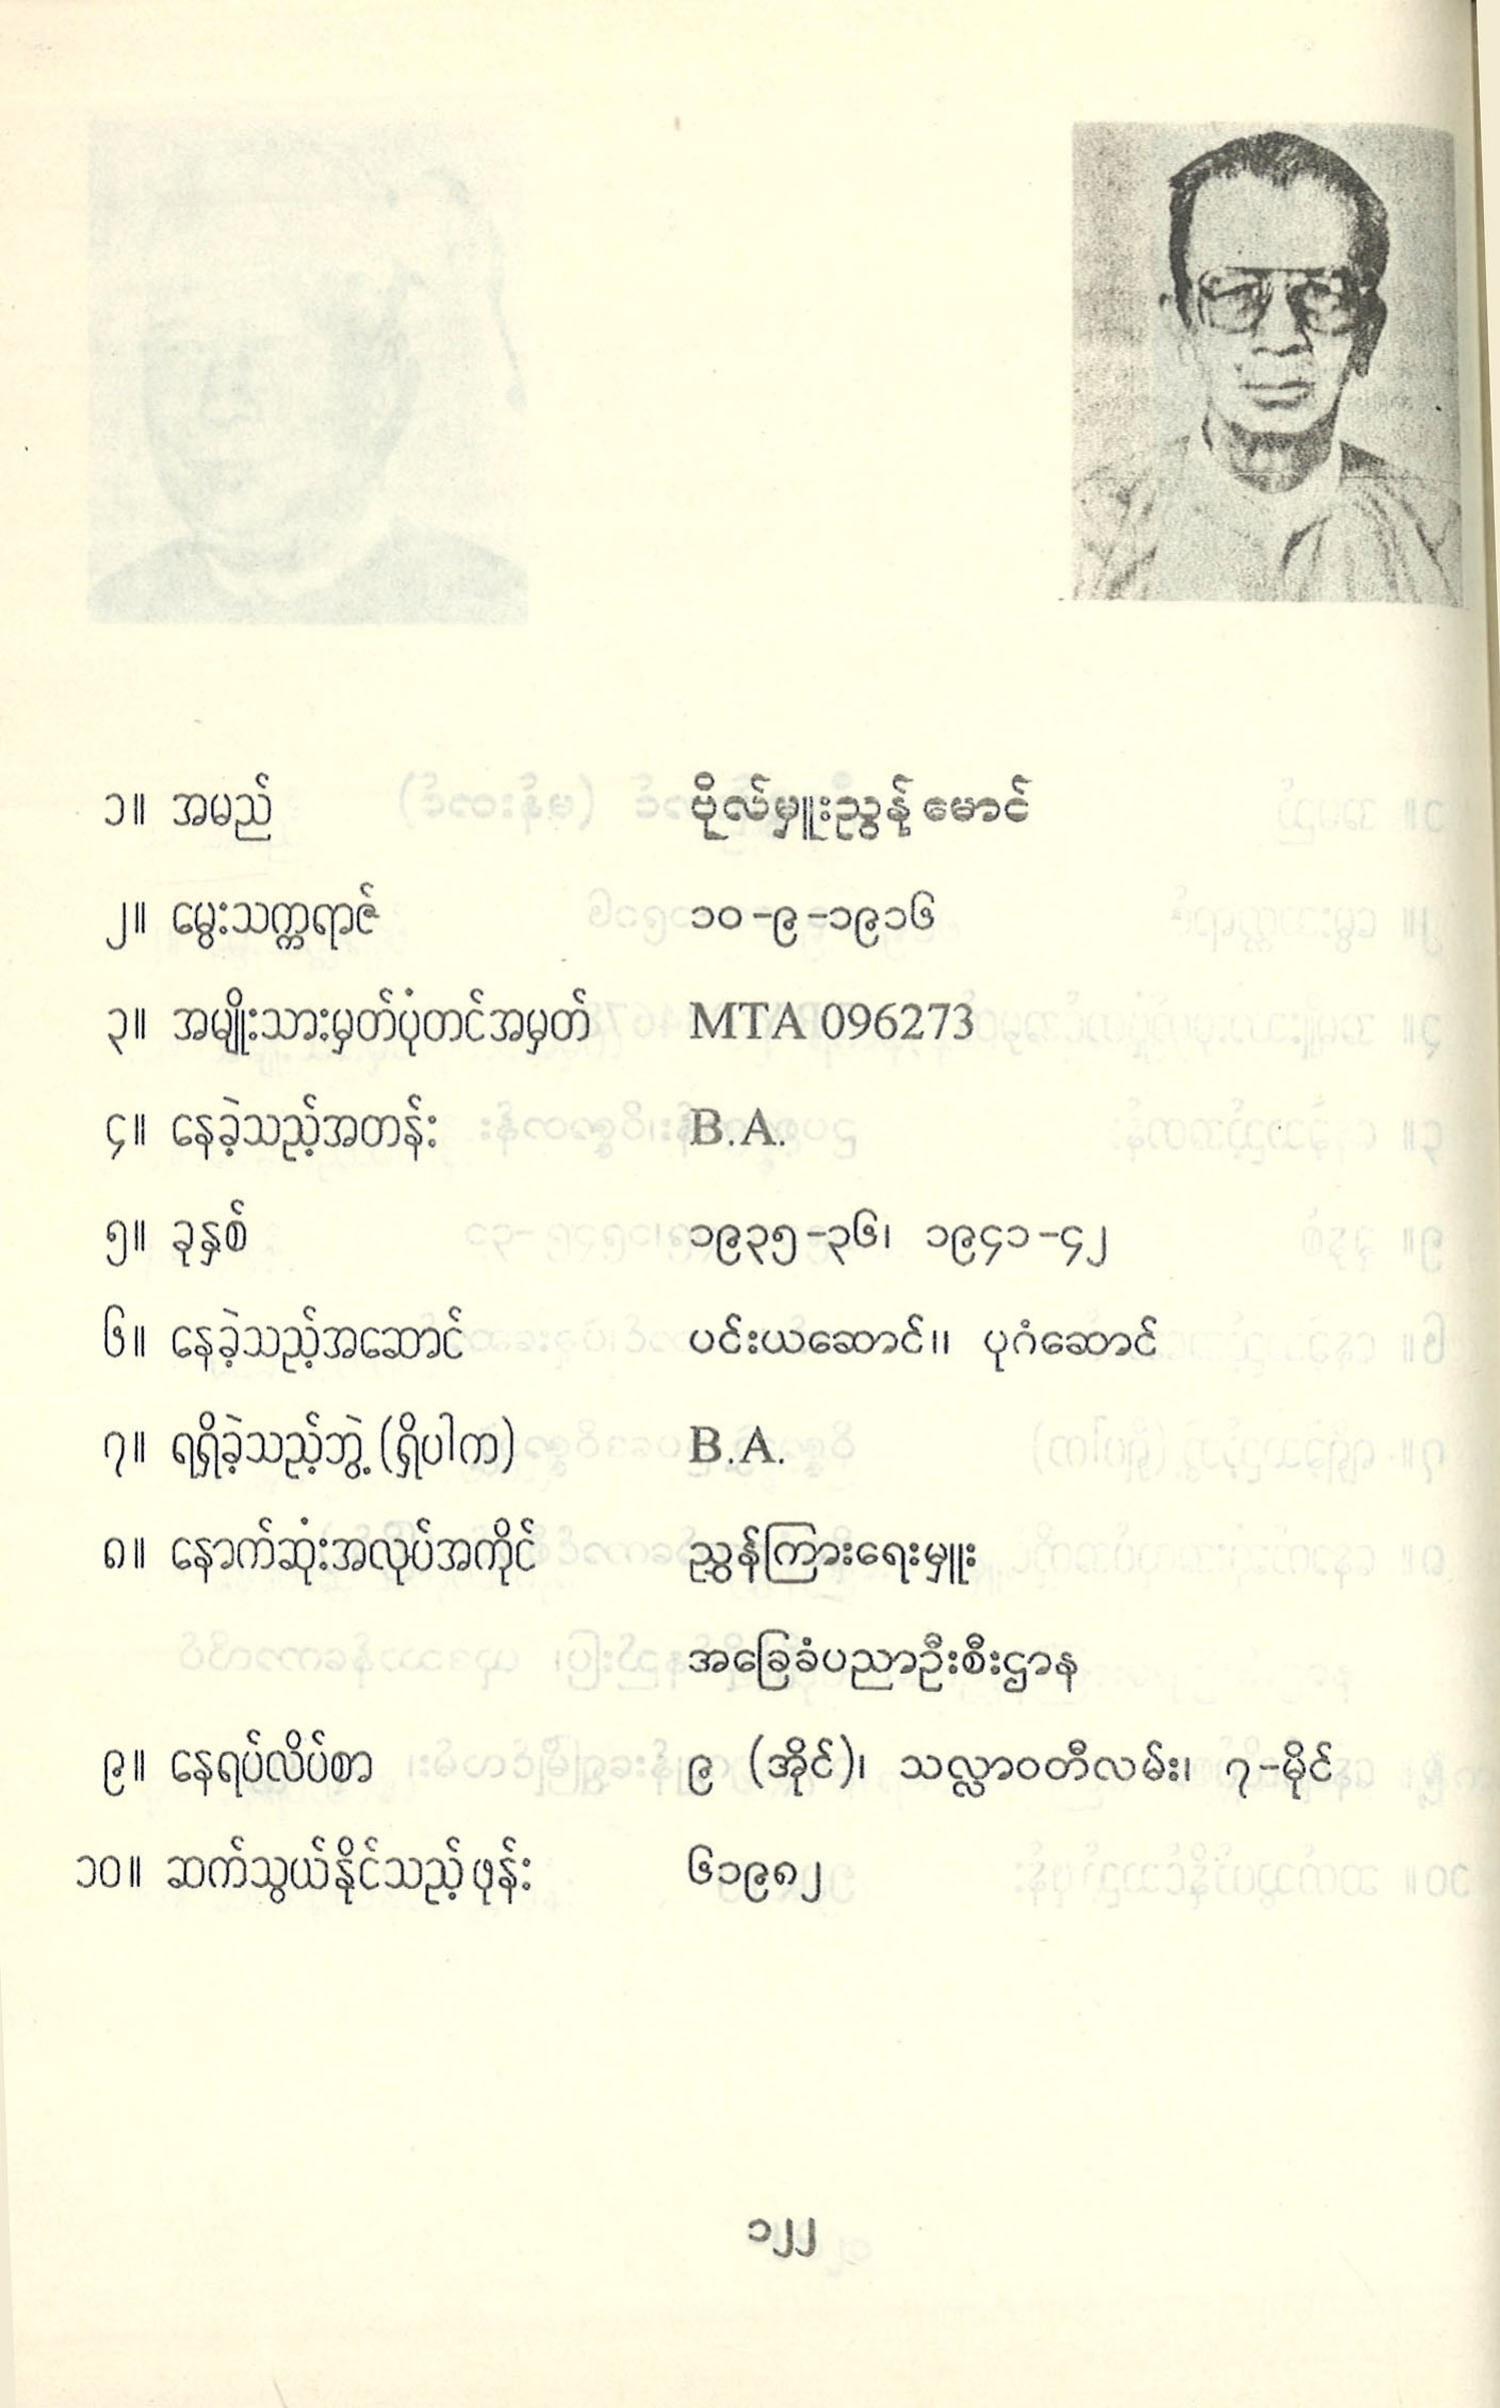 ၁။ အမည် ဗိုလ်မှူးညွန့်မောင်
၂။ မွေးသက္ကရာဇ် ၁၀-၉-၁၉၁၆
၃။ အမျိုးသားမှတ်ပုံတင်အမှတ် MTA 096273
၄။ နေခဲ့သည့်အတန်း B.A.
၅။ ခုနှစ် ၁၉၃၅-၃၆၊ ၁၉၄၁-၄၂
၆။ နေခဲ့သည့်အဆောင် ပင်းယဆောင်။ ပုဂံဆောင်
၇။ ရရှိခဲ့သည့်ဘွဲ့ (ရှိပါက) B.A.
၈။ နောက်ဆုံးအလုပ်အကိုင် ညွှန်ကြားရေးမှူး
အခြေခံပညာဦးစီးဌာန
၉။ နေရပ်လိပ်စာ ၉ (အိုင်)၊ သလ္လာဝတီလမ်း၊ ၇-မိုင်
၁၀။ ဆက်သွယ်နိုင်သည့်ဖုန်း ၆၁၉၈၂
၁၂၂